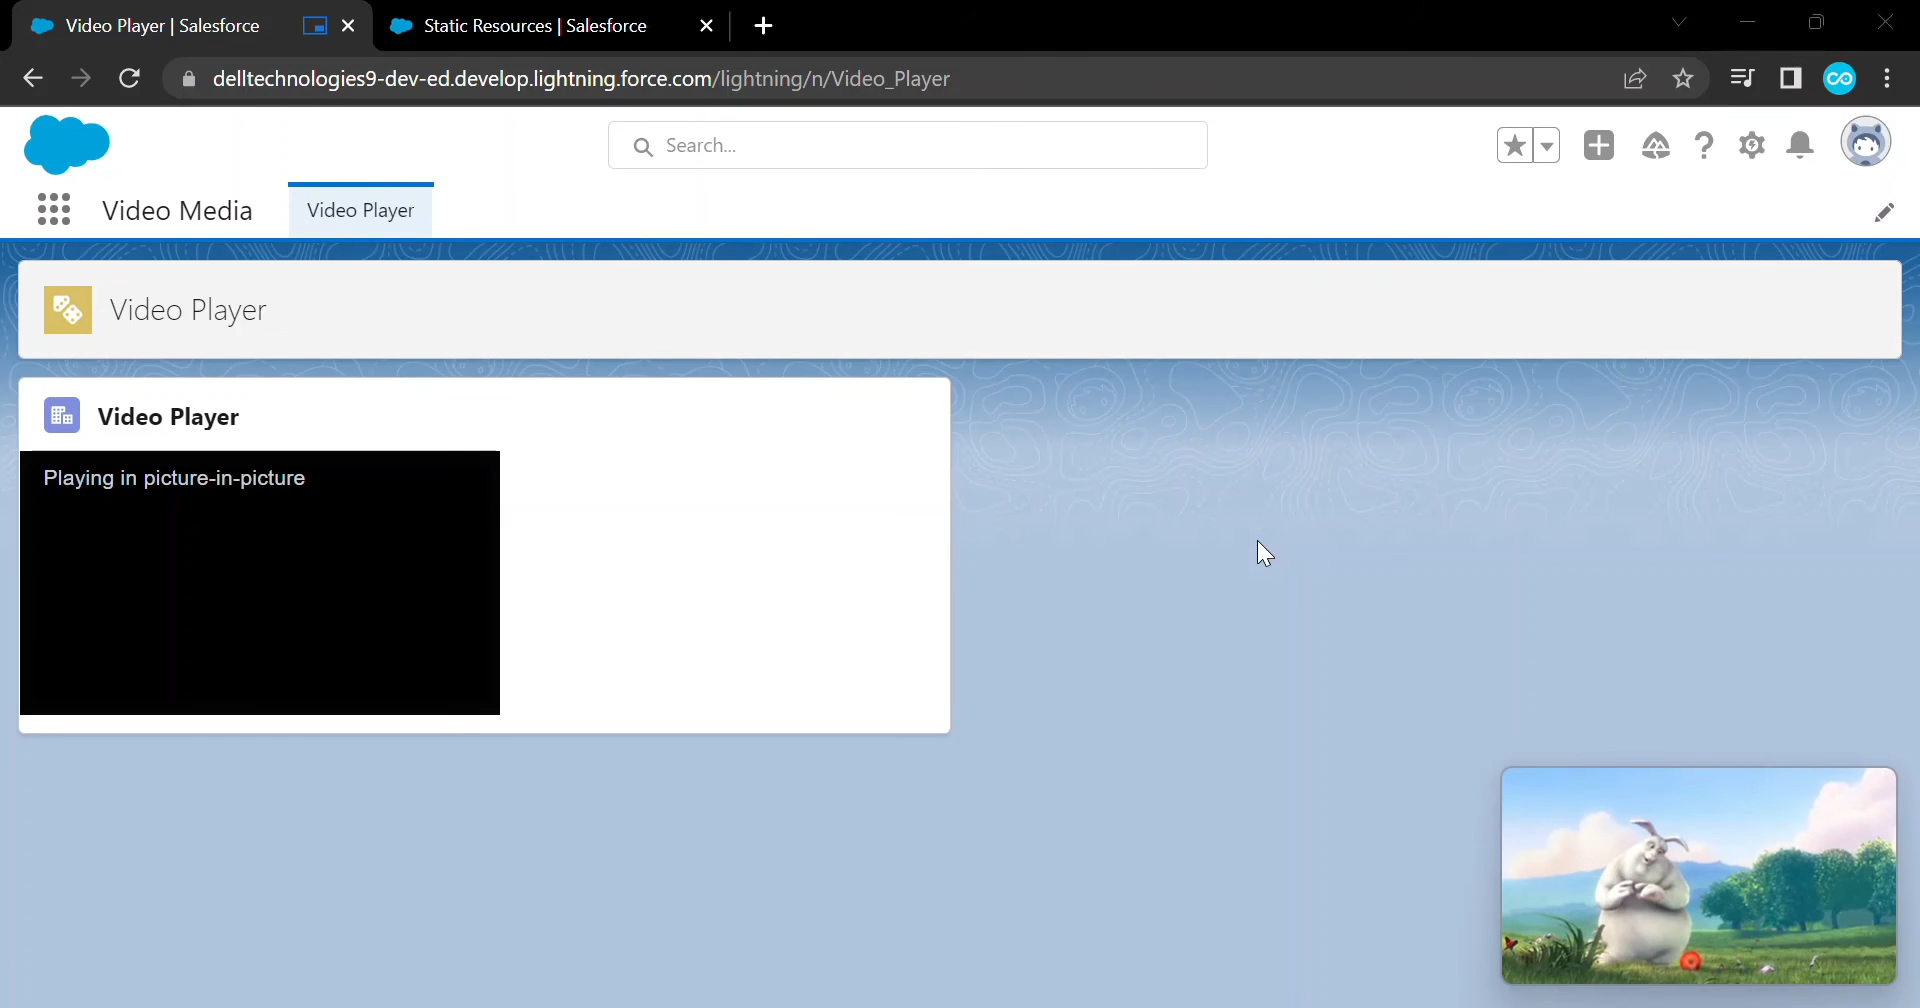 Video Player | Salesforce
Static Resources | Salesforce
delltechnologies9-dev-ed.develop.lightning.force.com/lightning/n/Video_Player
Search...
Video Media
Video Player
Video Player
Video Player
Playing in picture-in-picture